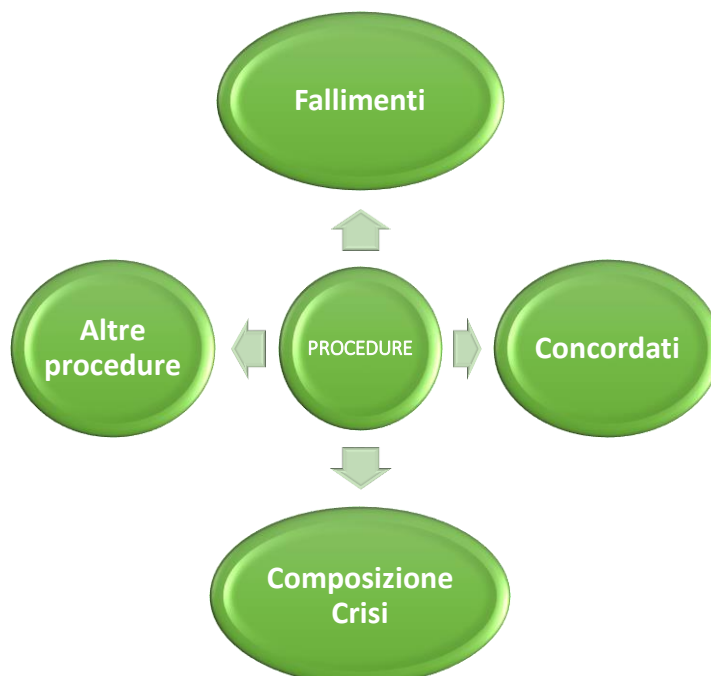 Fallimenti
Altre
procedure
PROCEDURE
Concordati
Composizione
Crisi